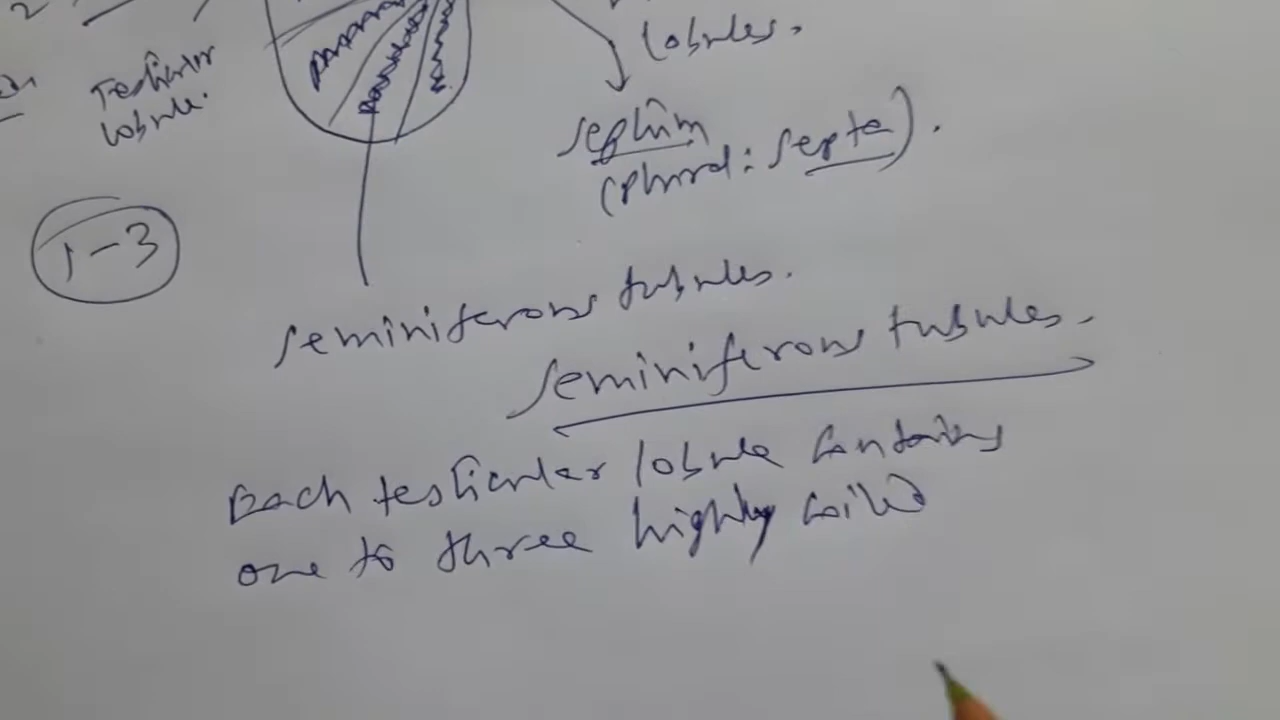 2
lobules.
Testicular
lobule.
septum
(plural: septa).
1-3
seminiferous tubules.
seminiferous tubules.
Each testicular lobule contains
one to three highly coiled